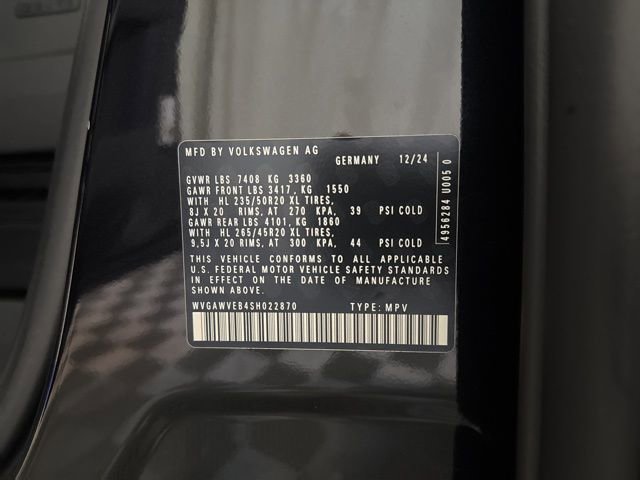 MFD BY VOLKSWAGEN AG
GERMANY 12/24
GVWR LBS 7408 KG 3360
GAWR FRONT LBS 3417, KG 1550
WITH HL 235/50R20 XL TIRES,
8J X 20 RIMS, AT 270 KPA, 39 PSI COLD
GAWR REAR LBS 4101, KG 1860
WITH HL 265/45R20 XL TIRES,
9,5J X 20 RIMS, AT 300 KPA, 44 PSI COLD
THIS VEHICLE CONFORMS TO ALL APPLICABLE
U.S. FEDERAL MOTOR VEHICLE SAFETY STANDARDS
IN EFFECT ON THE DATE OF MANUFACTURE
SHOWN ABOVE.
WVGAWVEB4SH022870 TYPE: MPV
4956284 U005 0